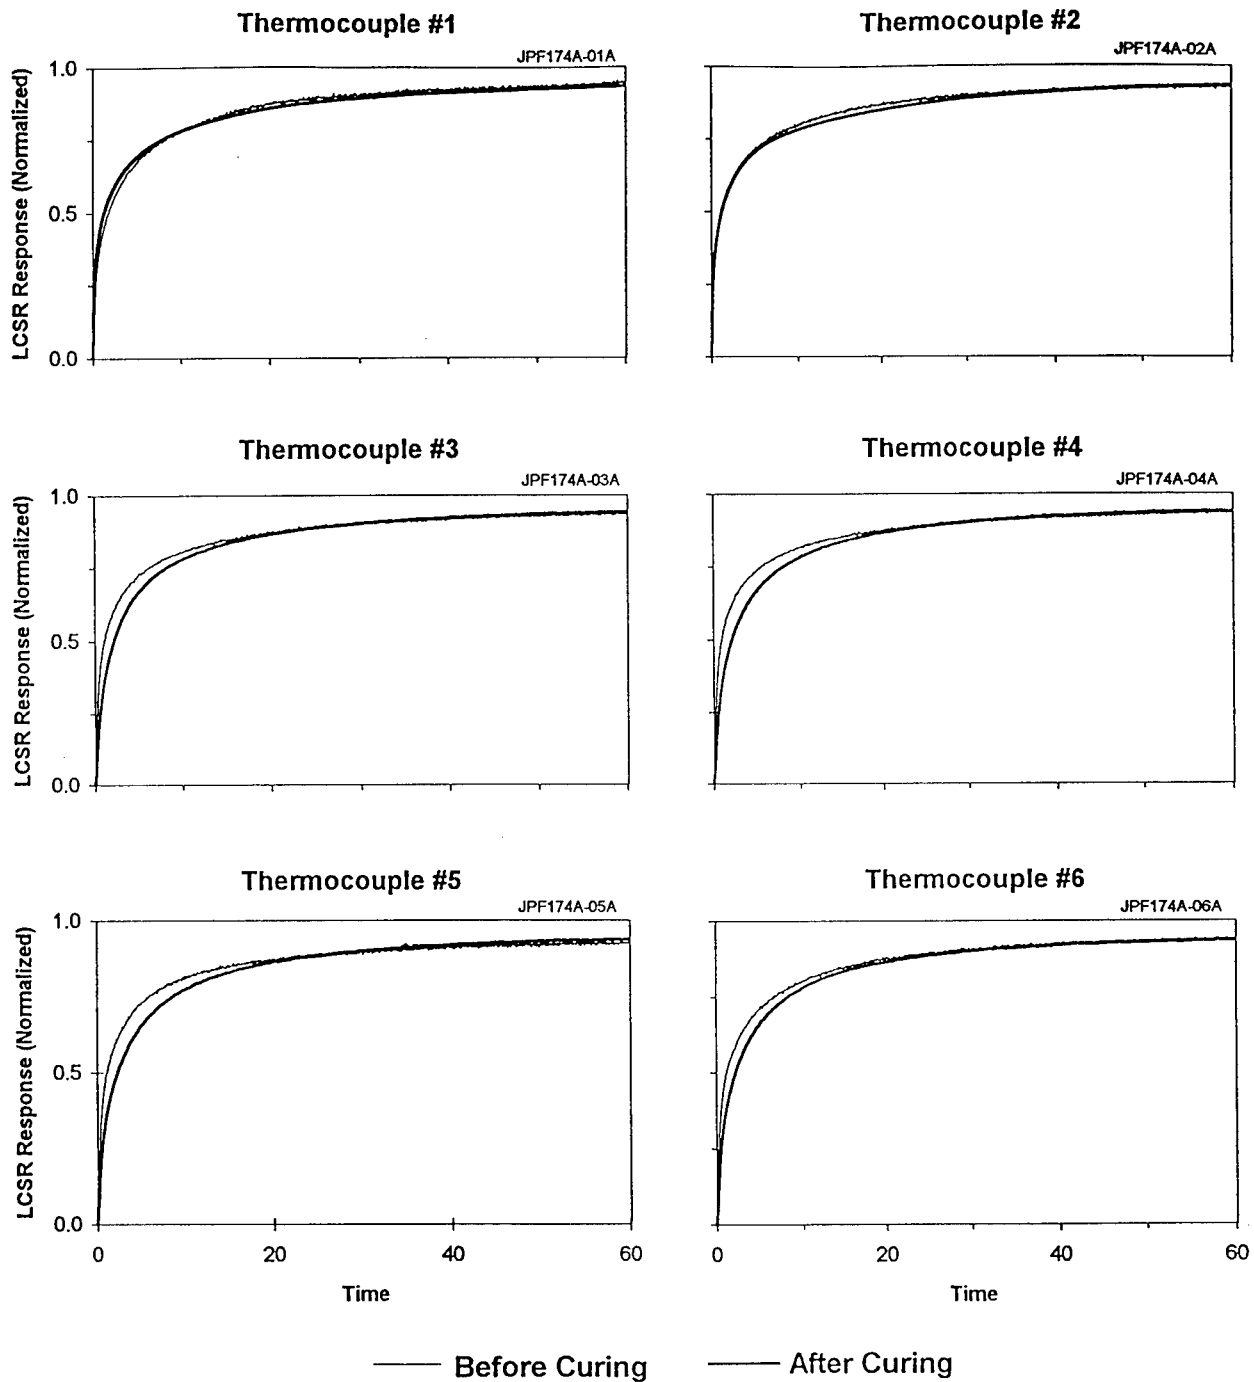 Thermocouple #1
JPF174A-01A
LCSR Response (Normalized)
1.0
0.5
0.0
Thermocouple #2
JPF174A-02A
Thermocouple #3
JPF174A-03A
LCSR Response (Normalized)
1.0
0.5
0.0
Thermocouple #4
JPF174A-04A
Thermocouple #5
JPF174A-05A
LCSR Response (Normalized)
1.0
0.5
0.0
0 20 40 60
Time
Thermocouple #6
JPF174A-06A
0 20 40 60
Time
Before Curing After Curing